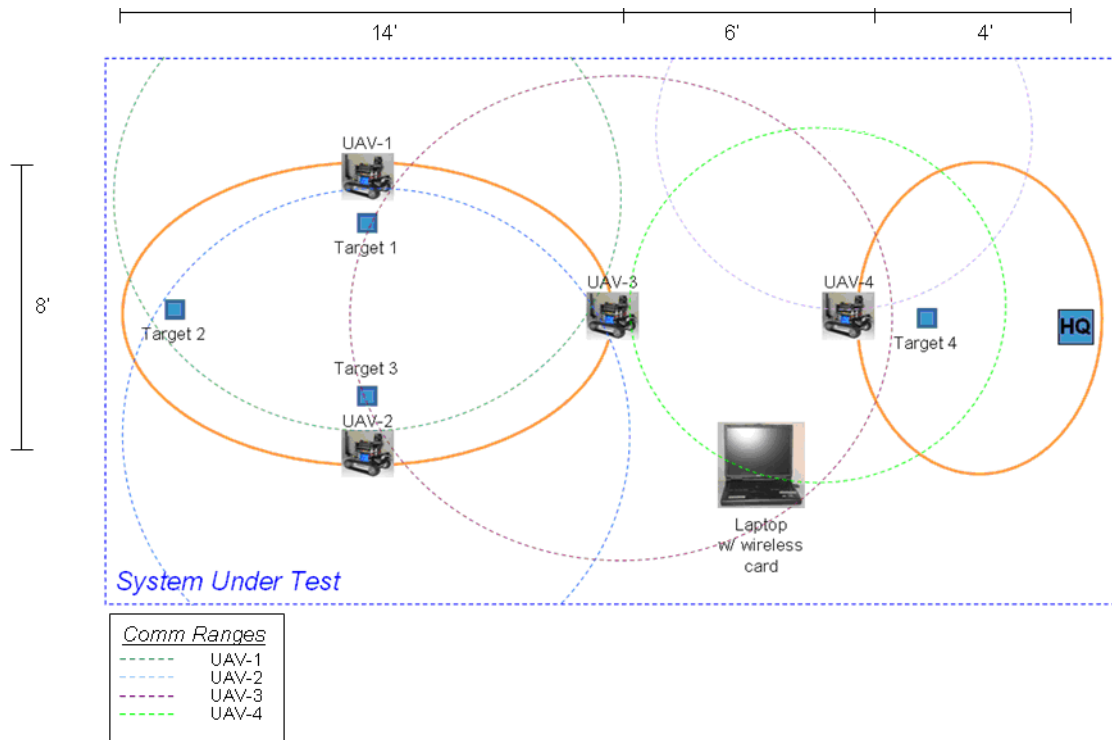 14'
6'
4'
8'
UAV-1
Target 1
UAV-3
UAV-4
Target 2
Target 4
HQ
Target 3
UAV-2
Laptop
w/ wireless
card
System Under Test
Comm Ranges
UAV-1
UAV-2
UAV-3
UAV-4